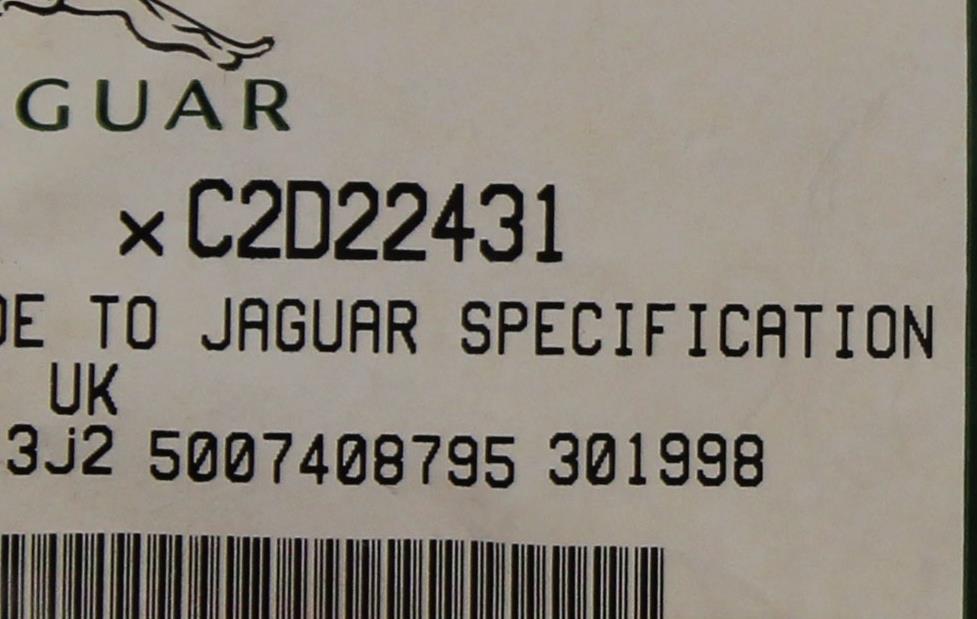 GUAR
x C2D22431
DE TO JAGUAR SPECIFICATION
UK
3j2 5007408795 301998